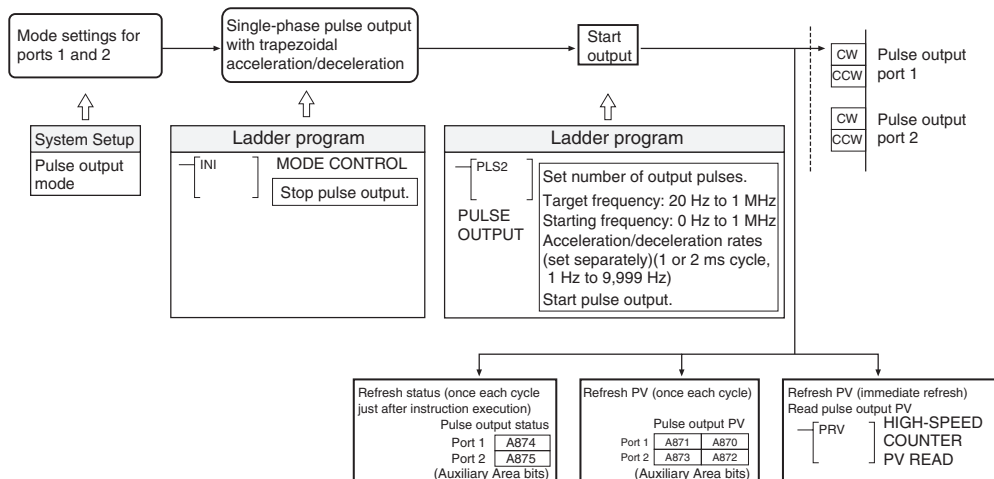 Mode settings for
ports 1 and 2
Single-phase pulse output
with trapezoidal
acceleration/deceleration
Start
output
CW
CCW
Pulse output
port 1
CW
CCW
Pulse output
port 2
System Setup
Pulse output
mode
Ladder program
INI
MODE CONTROL
Stop pulse output.
Ladder program
PLS2
PULSE
OUTPUT
Set number of output pulses.
Target frequency: 20 Hz to 1 MHz
Starting frequency: 0 Hz to 1 MHz
Acceleration/deceleration rates
(set separately)(1 or 2 ms cycle,
1 Hz to 9,999 Hz)
Start pulse output.
Refresh status (once each cycle
just after instruction execution)
Pulse output status
Port 1 A874
Port 2 A875
(Auxiliary Area bits)
Refresh PV (once each cycle)
Pulse output PV
Port 1 A871 A870
Port 2 A873 A872
(Auxiliary Area bits)
Refresh PV (immediate refresh)
Read pulse output PV
PRV
HIGH-SPEED
COUNTER
PV READ